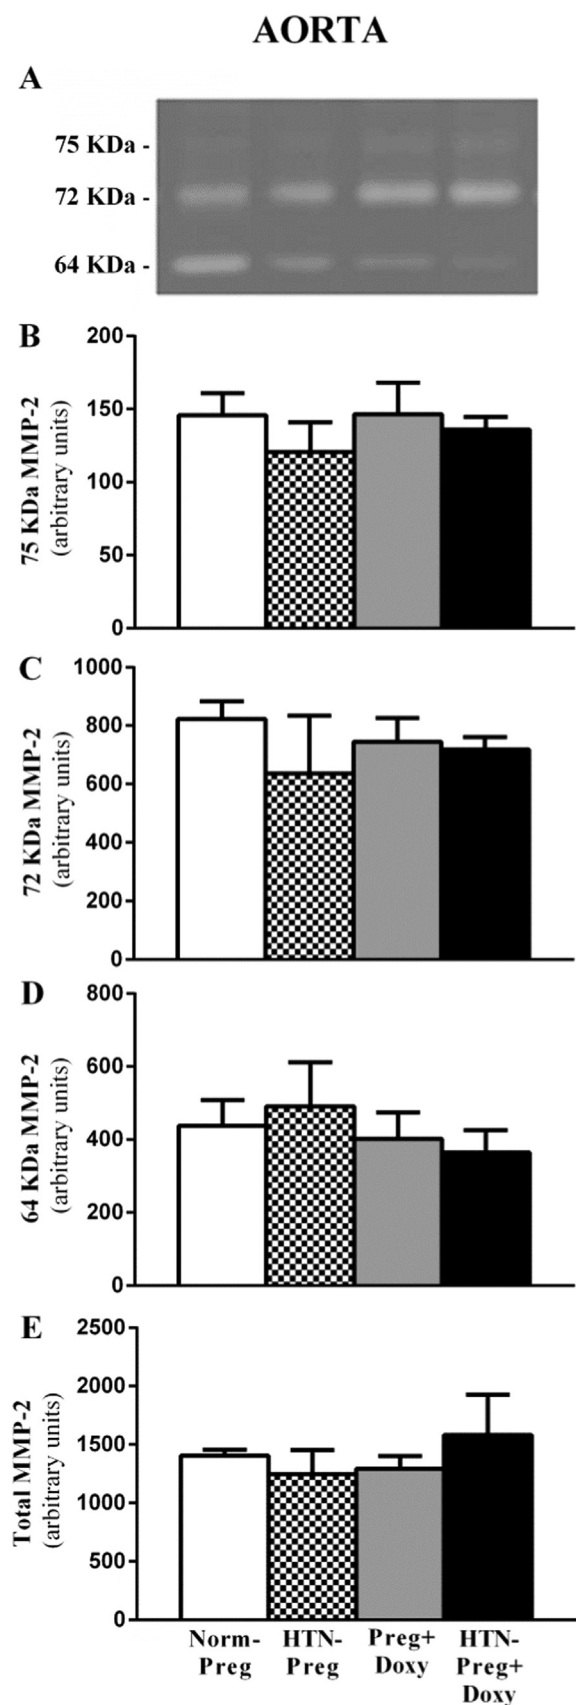 AORTA
A
75 KDa -
72 KDa -
64 KDa -
B
75 KDa MMP-2
(arbitrary units)
200
150
100
50
0
C
72 KDa MMP-2
(arbitrary units)
1000
800
600
400
200
0
D
64 KDa MMP-2
(arbitrary units)
800
600
400
200
0
E
Total MMP-2
(arbitrary units)
2500
2000
1500
1000
500
0
Norm-
Preg
HTN-
Preg
Preg+
Doxy
HTN-
Preg+
Doxy